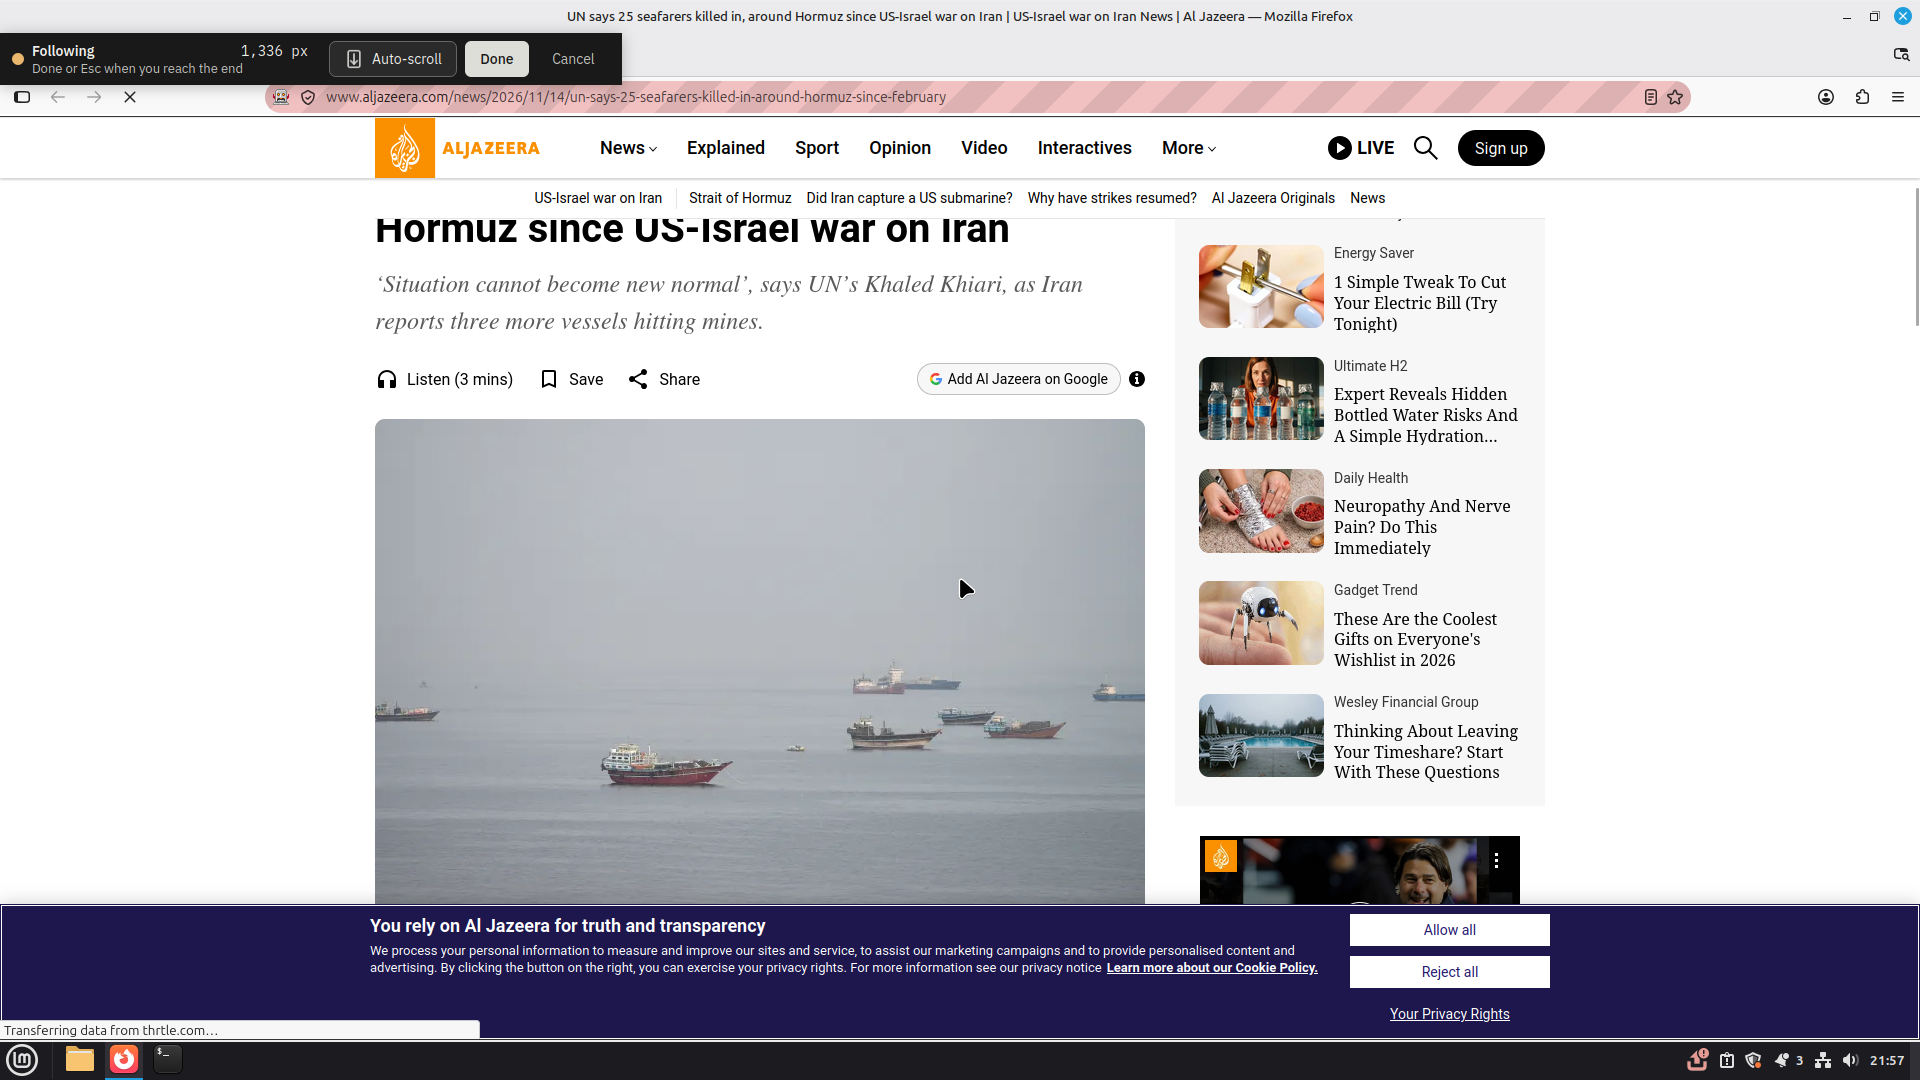 UN says 25 seafarers killed in, around Hormuz since US-Israel war on Iran | US-Israel war on Iran News | Al Jazeera — Mozilla Firefox
Following
1,336 px
Done or Esc when you reach the end
Auto-scroll
Done
Cancel
www.aljazeera.com/news/2026/11/14/un-says-25-seafarers-killed-in-around-hormuz-since-february
ALJAZEERA
News
Explained
Sport
Opinion
Video
Interactives
More
LIVE
Sign up
US-Israel war on Iran
Strait of Hormuz
Did Iran capture a US submarine?
Why have strikes resumed?
Al Jazeera Originals
News
Hormuz since US-Israel war on Iran
‘Situation cannot become new normal’, says UN’s Khaled Khiari, as Iran
reports three more vessels hitting mines.
Listen (3 mins)
Save
Share
Add Al Jazeera on Google
Energy Saver
1 Simple Tweak To Cut
Your Electric Bill (Try
Tonight)
Ultimate H2
Expert Reveals Hidden
Bottled Water Risks And
A Simple Hydration...
Daily Health
Neuropathy And Nerve
Pain? Do This
Immediately
Gadget Trend
These Are the Coolest
Gifts on Everyone's
Wishlist in 2026
Wesley Financial Group
Thinking About Leaving
Your Timeshare? Start
With These Questions
You rely on Al Jazeera for truth and transparency
We process your personal information to measure and improve our sites and service, to assist our marketing campaigns and to provide personalised content and
advertising. By clicking the button on the right, you can exercise your privacy rights. For more information see our privacy notice Learn more about our Cookie Policy.
Allow all
Reject all
Your Privacy Rights
Transferring data from thrtle.com…
3
21:57